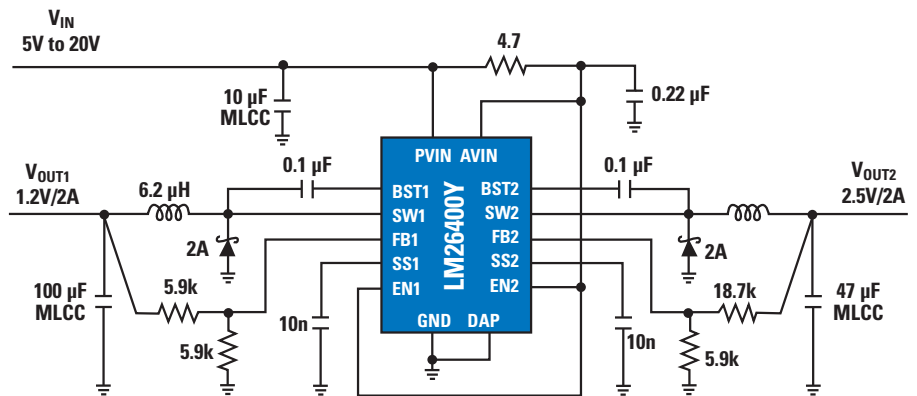 VIN
5V to 20V
4.7
10 µF
MLCC
0.22 µF
PVIN AVIN
LM26400Y
BST1
SW1
FB1
SS1
EN1
BST2
SW2
FB2
SS2
EN2
GND DAP
VOUT1
1.2V/2A
6.2 µH
0.1 µF
2A
100 µF
MLCC
5.9k
5.9k
10n
0.1 µF
VOUT2
2.5V/2A
2A
18.7k
47 µF
MLCC
5.9k
10n